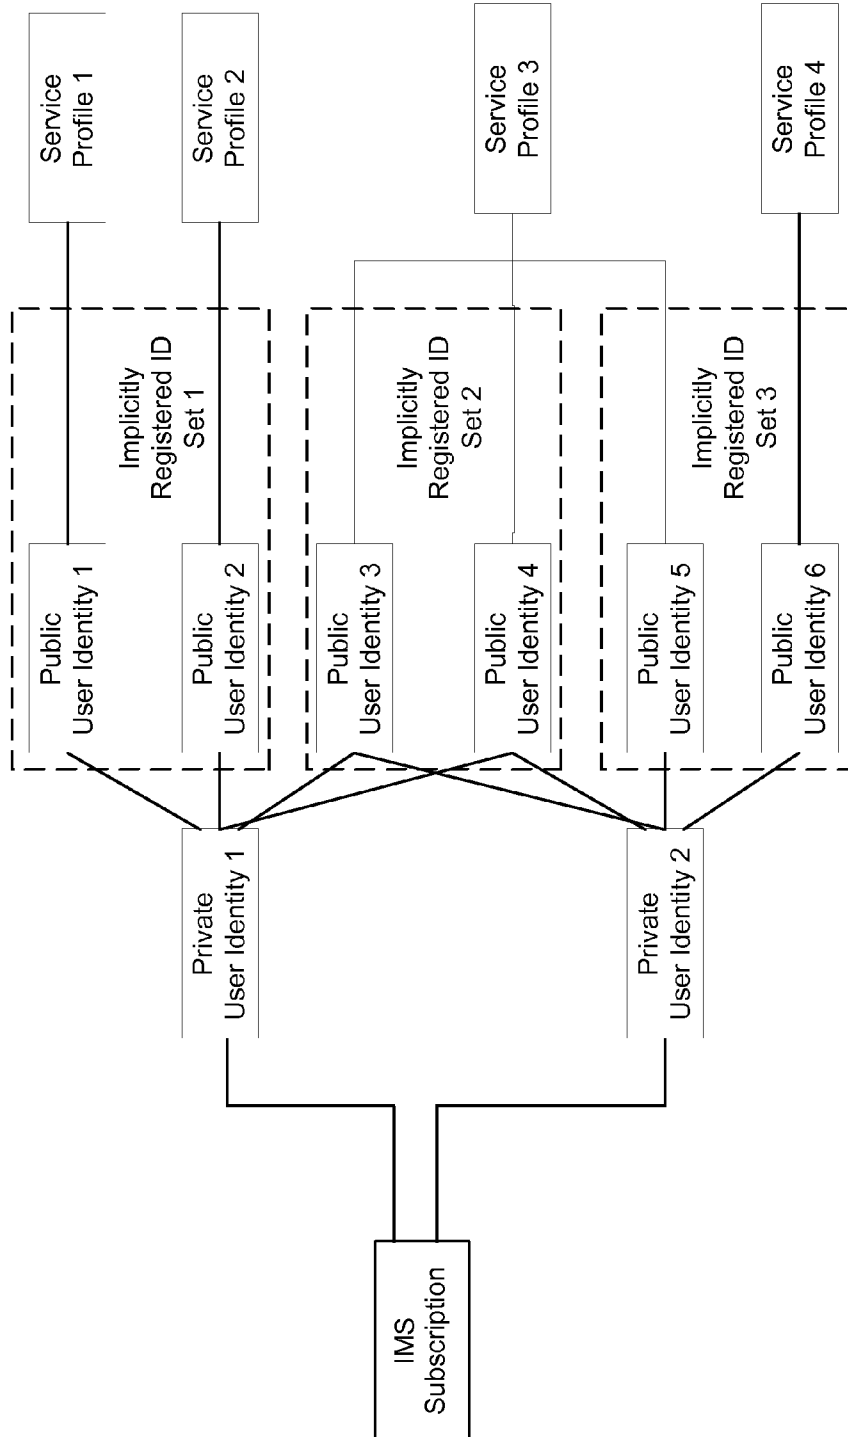 IMS
Subscription
Private
User Identity 1
Private
User Identity 2
Public
User Identity 1
Public
User Identity 2
Public
User Identity 3
Public
User Identity 4
Public
User Identity 5
Public
User Identity 6
Implicitly
Registered ID
Set 1
Implicitly
Registered ID
Set 2
Implicitly
Registered ID
Set 3
Service
Profile 1
Service
Profile 2
Service
Profile 3
Service
Profile 4